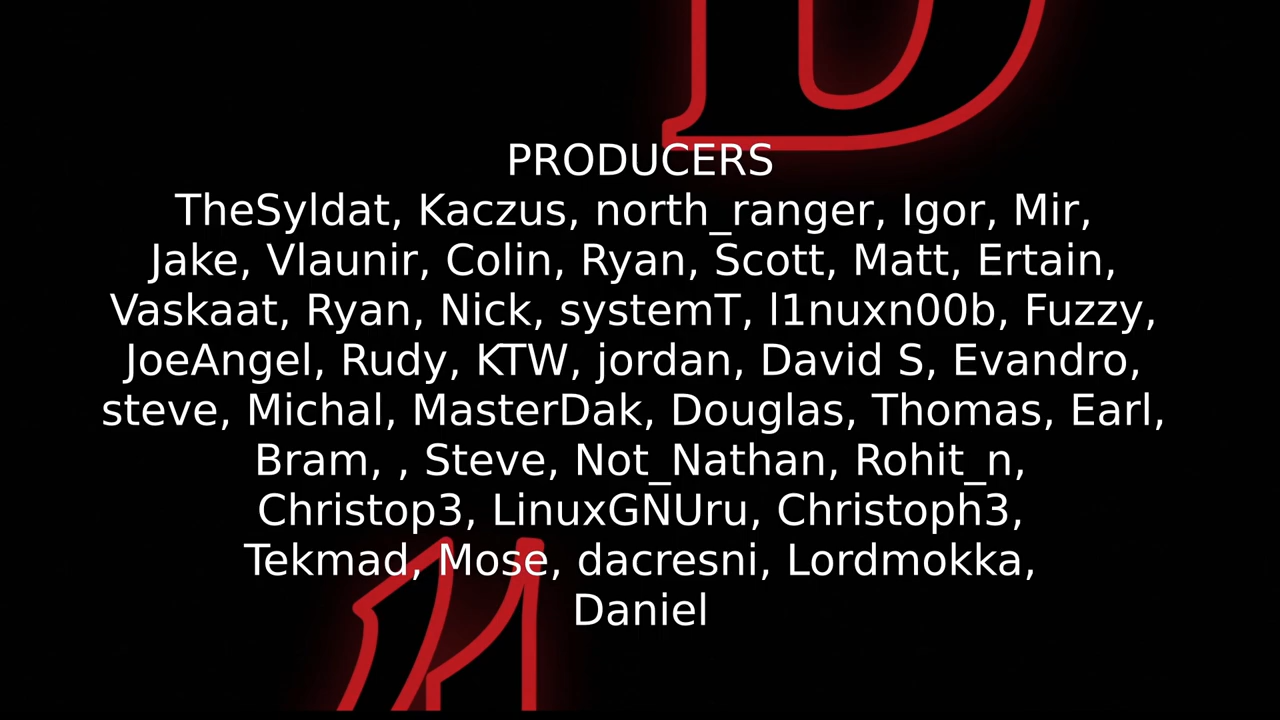 PRODUCERS
TheSyldat, Kaczus, north_ranger, Igor, Mir,
Jake, Vlaunir, Colin, Ryan, Scott, Matt, Ertain,
Vaskaat, Ryan, Nick, systemT, l1nuxn00b, Fuzzy,
JoeAngel, Rudy, KTW, jordan, David S, Evandro,
steve, Michal, MasterDak, Douglas, Thomas, Earl,
Bram, , Steve, Not_Nathan, Rohit_n,
Christop3, LinuxGNUru, Christoph3,
Tekmad, Mose, dacresni, Lordmokka,
Daniel